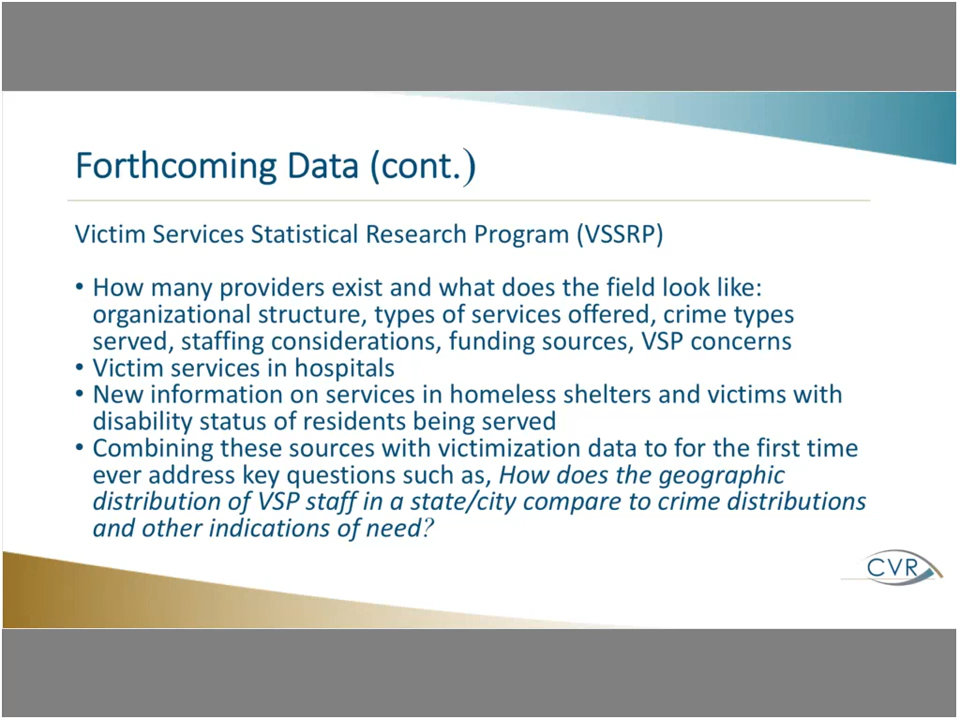 Forthcoming Data (cont.)
Victim Services Statistical Research Program (VSSRP)
• How many providers exist and what does the field look like:
organizational structure, types of services offered, crime types
served, staffing considerations, funding sources, VSP concerns
• Victim services in hospitals
• New information on services in homeless shelters and victims with
disability status of residents being served
• Combining these sources with victimization data to for the first time
ever address key questions such as, How does the geographic
distribution of VSP staff in a state/city compare to crime distributions
and other indications of need?
CVR